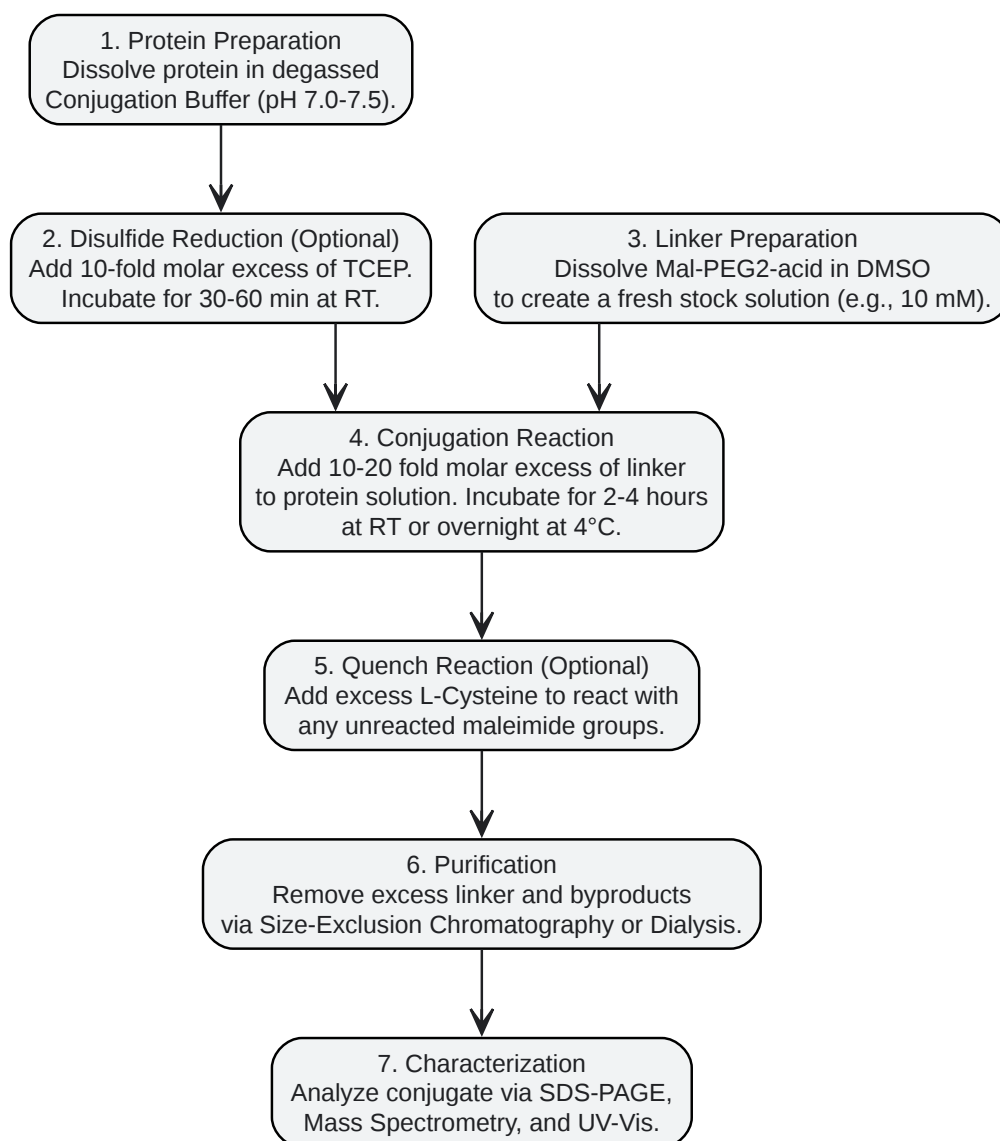 1. Protein Preparation
Dissolve protein in degassed
Conjugation Buffer (pH 7.0-7.5).
2. Disulfide Reduction (Optional)
Add 10-fold molar excess of TCEP.
Incubate for 30-60 min at RT.
3. Linker Preparation
Dissolve Mal-PEG2-acid in DMSO
to create a fresh stock solution (e.g., 10 mM).
4. Conjugation Reaction
Add 10-20 fold molar excess of linker
to protein solution. Incubate for 2-4 hours
at RT or overnight at 4°C.
5. Quench Reaction (Optional)
Add excess L-Cysteine to react with
any unreacted maleimide groups.
6. Purification
Remove excess linker and byproducts
via Size-Exclusion Chromatography or Dialysis.
7. Characterization
Analyze conjugate via SDS-PAGE,
Mass Spectrometry, and UV-Vis.